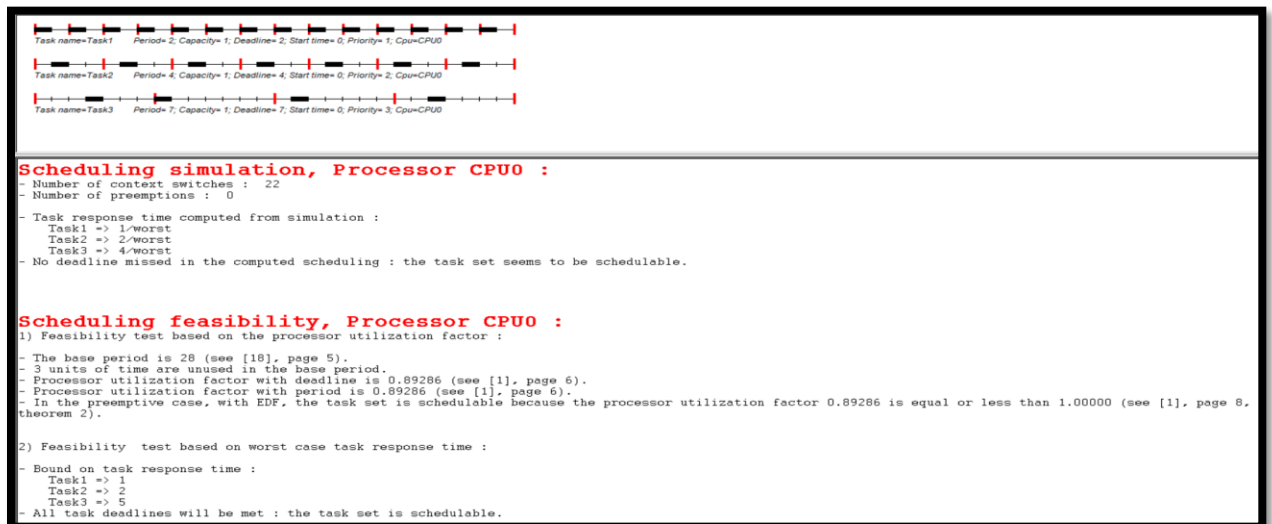 Task name=Task1 Period= 2; Capacity= 1; Deadline= 2; Start time= 0; Priority= 1; Cpu=CPU0
Task name=Task2 Period= 4; Capacity= 1; Deadline= 4; Start time= 0; Priority= 2; Cpu=CPU0
Task name=Task3 Period= 7; Capacity= 1; Deadline= 7; Start time= 0; Priority= 3; Cpu=CPU0
Scheduling simulation, Processor CPU0 :
- Number of context switches : 22
- Number of preemptions : 0
- Task response time computed from simulation :
Task1 => 1/worst
Task2 => 2/worst
Task3 => 4/worst
- No deadline missed in the computed scheduling : the task set seems to be schedulable.
Scheduling feasibility, Processor CPU0 :
1) Feasibility test based on the processor utilization factor :
- The base period is 28 (see [18], page 5).
- 3 units of time are unused in the base period.
- Processor utilization factor with deadline is 0.89286 (see [1], page 6).
- Processor utilization factor with period is 0.89286 (see [1], page 6).
- In the preemptive case, with EDF, the task set is schedulable because the processor utilization factor 0.89286 is equal or less than 1.00000 (see [1], page 8,
theorem 2).
2) Feasibility test based on worst case task response time :
- Bound on task response time :
Task1 => 1
Task2 => 2
Task3 => 5
- All task deadlines will be met : the task set is schedulable.